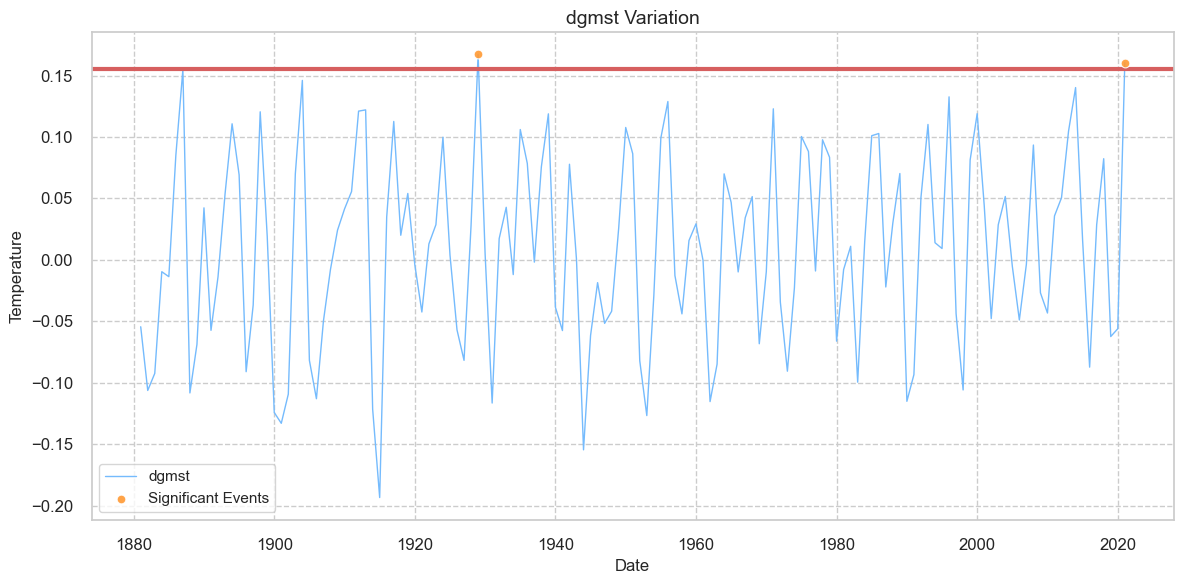 dgmst Variation
0.15
0.10
0.05
0.00
−0.05
−0.10
−0.15
−0.20
Temperature
dgmst
Significant Events
1880 1900 1920 1940 1960 1980 2000 2020
Date